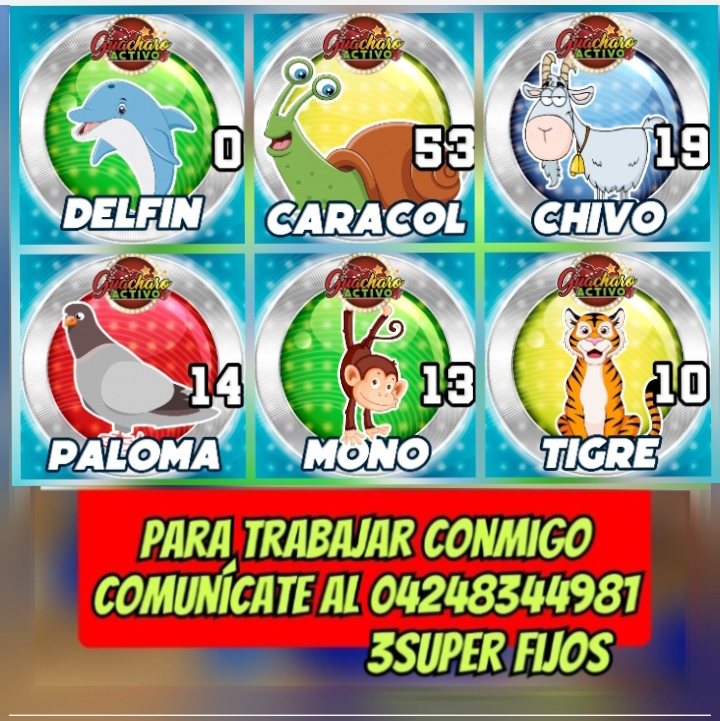 Guacharo
ACTIVO
0
DELFIN
Guacharo
ACTIVO
53
CARACOL
Guacharo
ACTIVO
19
CHIVO
Guacharo
ACTIVO
14
PALOMA
Guacharo
ACTIVO
13
MONO
Guacharo
ACTIVO
10
TIGRE
PARA TRABAJAR CONMIGO
COMUNÍCATE AL 04248344981
3SUPER FIJOS